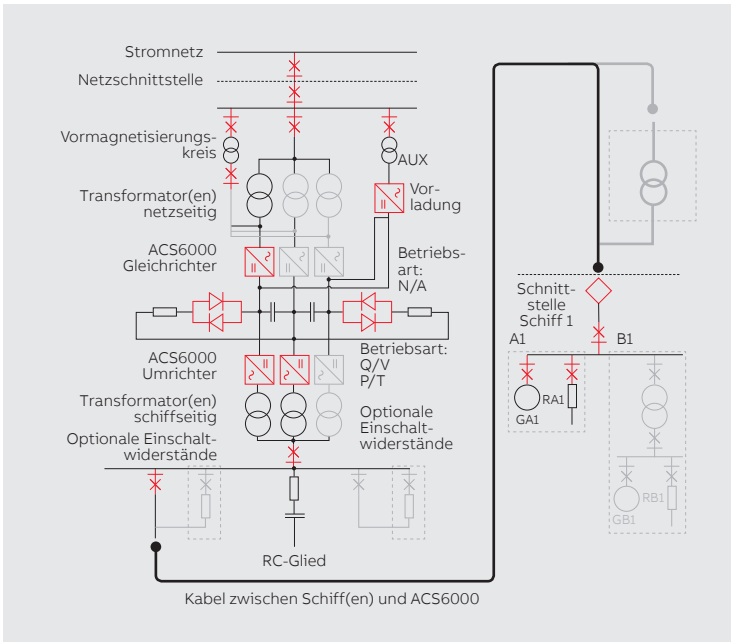 Stromnetz
Netzschnittstelle
Vormagnetisierungs-
kreis
AUX
Transformator(en)
netzseitig
Vor-
ladung
ACS6000
Gleichrichter
Betriebs-
art:
N/A
ACS6000
Umrichter
Betriebsart:
Q/V
P/T
Transformator(en)
schiffseitig
Optionale
Einschalt-
widerstände
Optionale Einschalt-
widerstände
RC-Glied
Kabel zwischen Schiff(en) und ACS6000
Schnitt-
stelle
Schiff 1
A1
B1
RA1
GA1
RB1
GB1